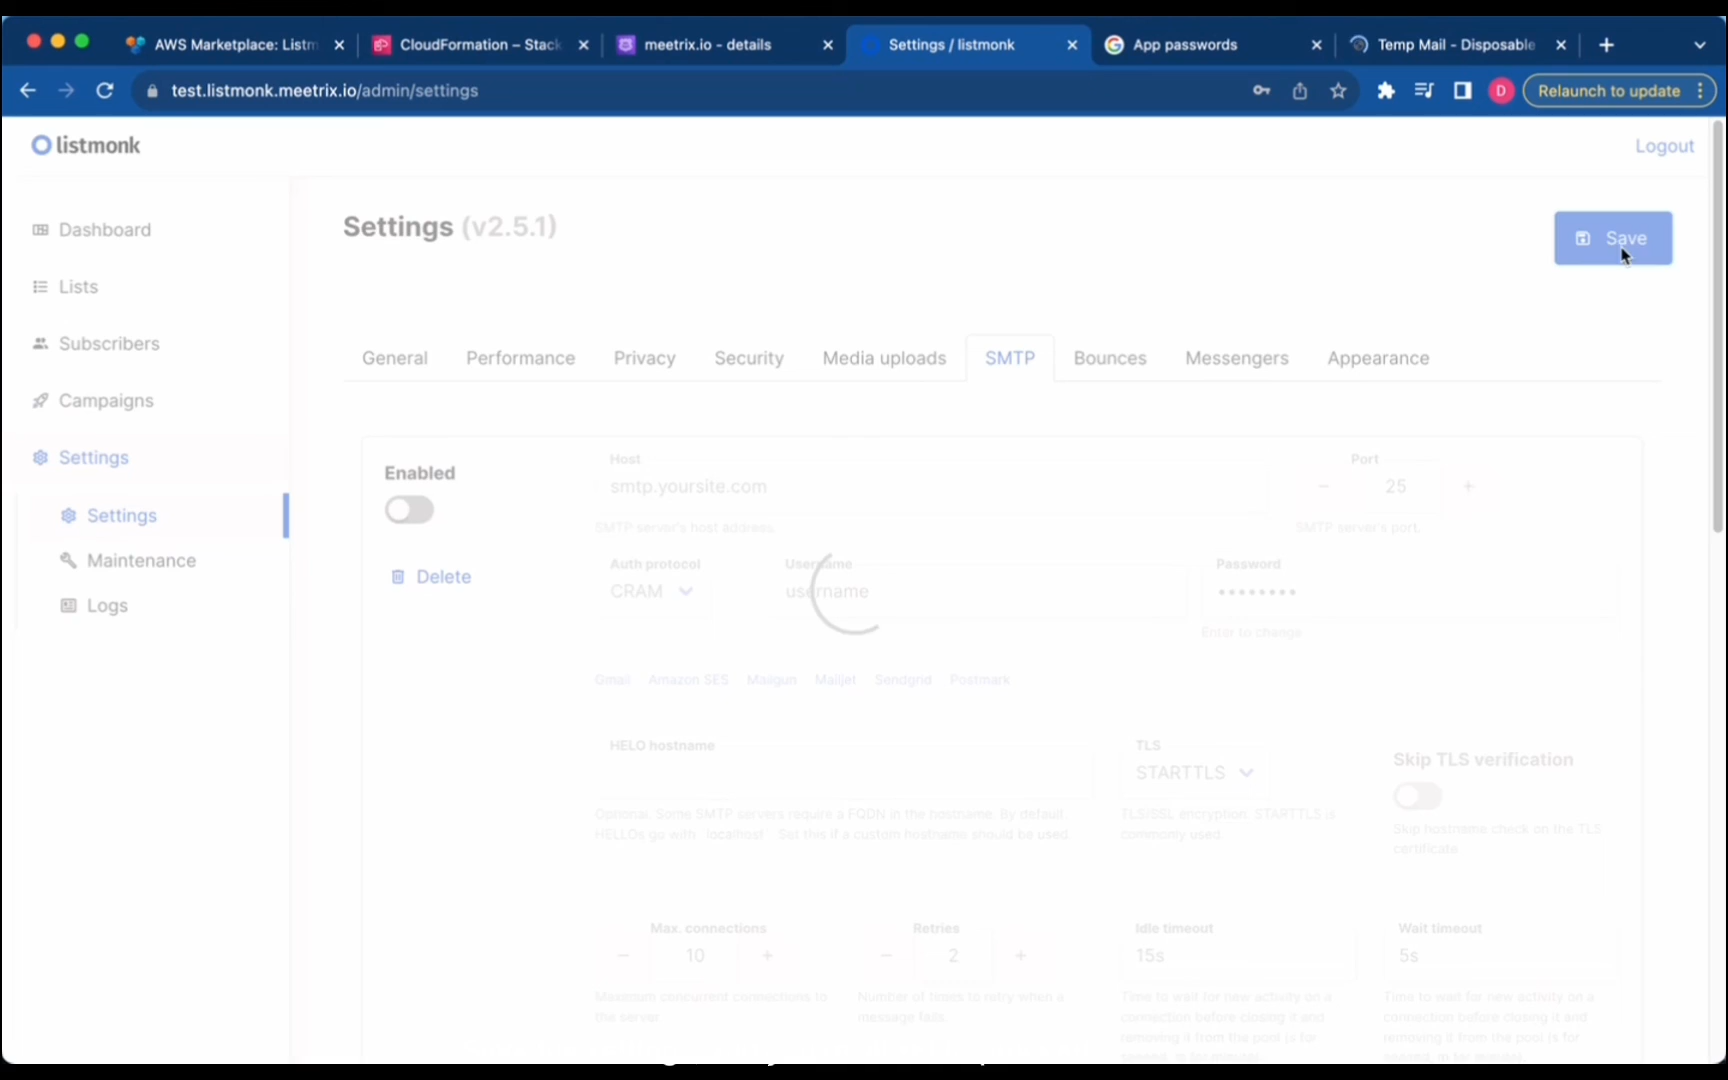 AWS Marketplace: Listm
CloudFormation – Stack
meetrix.io - details
Settings / listmonk
App passwords
Temp Mail - Disposable
test.listmonk.meetrix.io/admin/settings
D
Relaunch to update
listmonk
Logout
Dashboard
Lists
Subscribers
Campaigns
Settings
Settings
Maintenance
Logs
Settings (v2.5.1)
Save
General Performance Privacy Security Media uploads SMTP Bounces Messengers Appearance
Enabled
Delete
Host
smtp.yoursite.com
SMTP server's host address.
Port
25
SMTP server's port.
Auth protocol
CRAM
Username
username
Password
••••••••
Enter to change
Gmail Amazon SES Mailgun Mailjet Sendgrid Postmark
HELO hostname
Optional. Some SMTP servers require a FQDN in the hostname. By default,
HELLOs go with `localhost`. Set this if a custom hostname should be used.
TLS
STARTTLS
TLS/SSL encryption. STARTTLS is
commonly used.
Skip TLS verification
Skip hostname check on the TLS
certificate.
Max. connections
10
Maximum concurrent connections to
the server.
Retries
2
Number of times to retry when a
message fails.
Idle timeout
15s
Time to wait for new activity on a
connection before closing it and
removing it from the pool (s for
second, m for minute).
Wait timeout
5s
Time to wait for new activity on a
connection before closing it and
removing it from the pool (s for
second, m for minute).